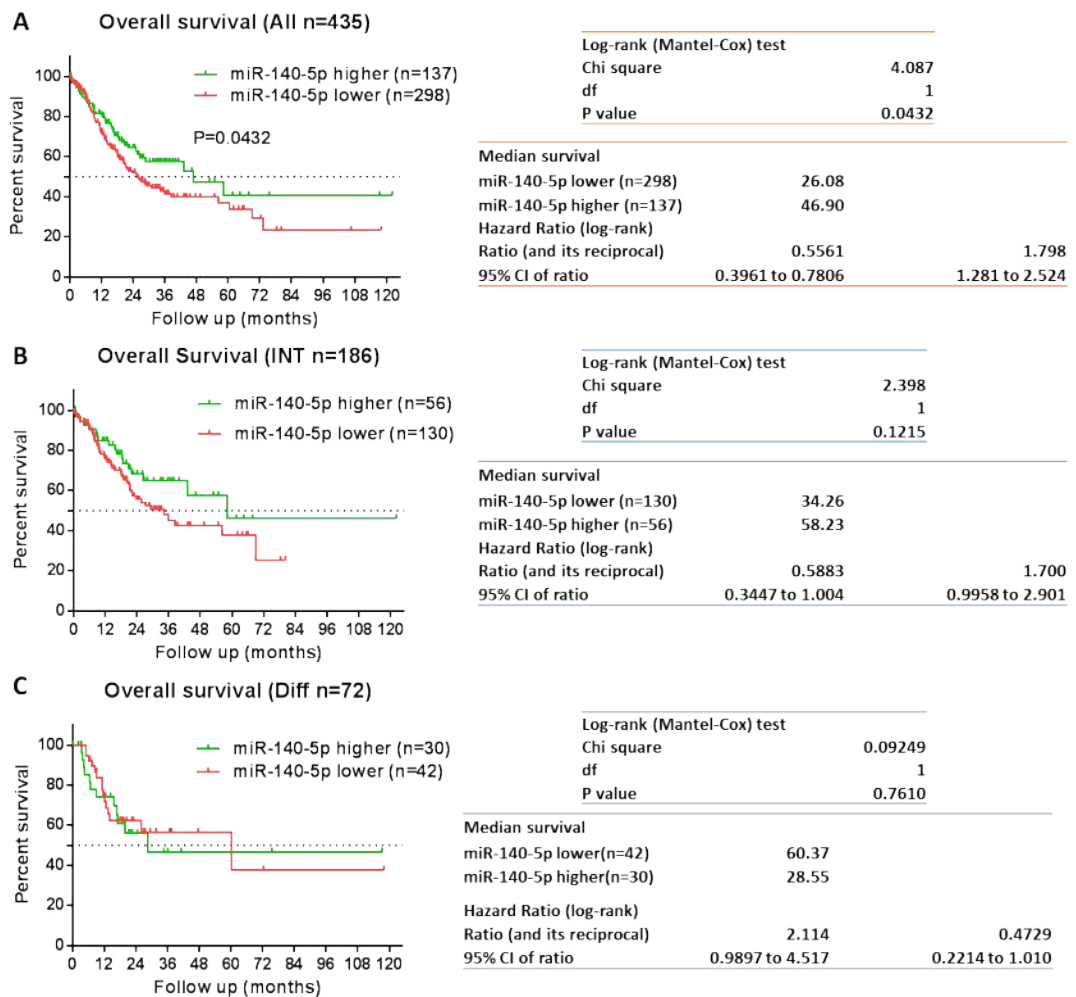 A
Overall survival (All n=435)
miR-140-5p higher (n=137)
miR-140-5p lower (n=298)
P=0.0432
Percent survival
100
80
60
40
20
0
0 12 24 36 48 60 72 84 96 108 120
Follow up (months)
Log-rank (Mantel-Cox) test
Chi square 4.087
df 1
P value 0.0432
Median survival
miR-140-5p lower (n=298) 26.08
miR-140-5p higher (n=137) 46.90
Hazard Ratio (log-rank)
Ratio (and its reciprocal) 0.5561 1.798
95% CI of ratio 0.3961 to 0.7806 1.281 to 2.524
B
Overall Survival (INT n=186)
miR-140-5p higher (n=56)
miR-140-5p lower (n=130)
Percent survival
100
80
60
40
20
0
0 12 24 36 48 60 72 84 96 108 120
Follow up (months)
Log-rank (Mantel-Cox) test
Chi square 2.398
df 1
P value 0.1215
Median survival
miR-140-5p lower (n=130) 34.26
miR-140-5p higher (n=56) 58.23
Hazard Ratio (log-rank)
Ratio (and its reciprocal) 0.5883 1.700
95% CI of ratio 0.3447 to 1.004 0.9958 to 2.901
C
Overall survival (Diff n=72)
miR-140-5p higher (n=30)
miR-140-5p lower (n=42)
Percent survival
100
80
60
40
20
0
0 12 24 36 48 60 72 84 96 108 120
Follow up (months)
Log-rank (Mantel-Cox) test
Chi square 0.09249
df 1
P value 0.7610
Median survival
miR-140-5p lower(n=42) 60.37
miR-140-5p higher(n=30) 28.55
Hazard Ratio (log-rank)
Ratio (and its reciprocal) 2.114 0.4729
95% CI of ratio 0.9897 to 4.517 0.2214 to 1.010